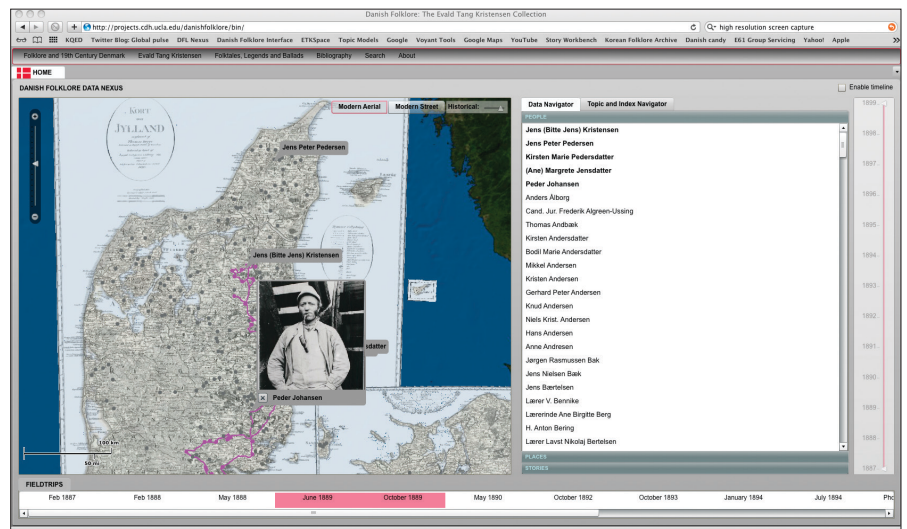 Danish Folklore: The Evald Tang Kristensen Collection
http://projects.cdh.ucla.edu/danishfolklore/bin/
high resolution screen capture
KQED Twitter Blog: Global pulse DFL Nexus Danish Folklore Interface ETKSpace Topic Models Google Voyant Tools Google Maps YouTube Story Workbench Korean Folklore Archive Danish candy E61 Group Servicing Yahoo! Apple
Folklore and 19th Century Denmark Evald Tang Kristensen Folktales, Legends and Ballads Bibliography Search About
HOME
DANISH FOLKLORE DATA NEXUS
Enable timeline
Modern Aerial Modern Street Historical:
KORT
JYLLAND
Jens Peter Pedersen
Jens (Bitte Jens) Kristensen
sdatter
Peder Johansen
100 km
50 mi
Data Navigator Topic and Index Navigator
PEOPLE
Jens (Bitte Jens) Kristensen
Jens Peter Pedersen
Kirsten Marie Pedersdatter
(Ane) Margrete Jensdatter
Peder Johansen
Anders Ålborg
Cand. Jur. Frederik Algreen-Ussing
Thomas Andbæk
Kirsten Andersdatter
Bodil Marie Andersdatter
Mikkel Andersen
Kristen Andersen
Gerhard Peter Andersen
Knud Andersen
Niels Krist. Andersen
Hans Andersen
Anne Andresen
Jørgen Rasmussen Bak
Jens Nielsen Bæk
Jens Bærtelsen
Lærer V. Bennike
Lærerinde Ane Birgitte Berg
H. Anton Bering
Lærer Lavst Nikolaj Bertelsen
PLACES
STORIES
1899
1898
1897
1896
1895
1894
1893
1892
1891
1890
1889
1888
1887
FIELDTRIPS
Feb 1887 Feb 1888 May 1888 June 1889 October 1889 May 1890 October 1892 October 1893 January 1894 July 1894 Pho